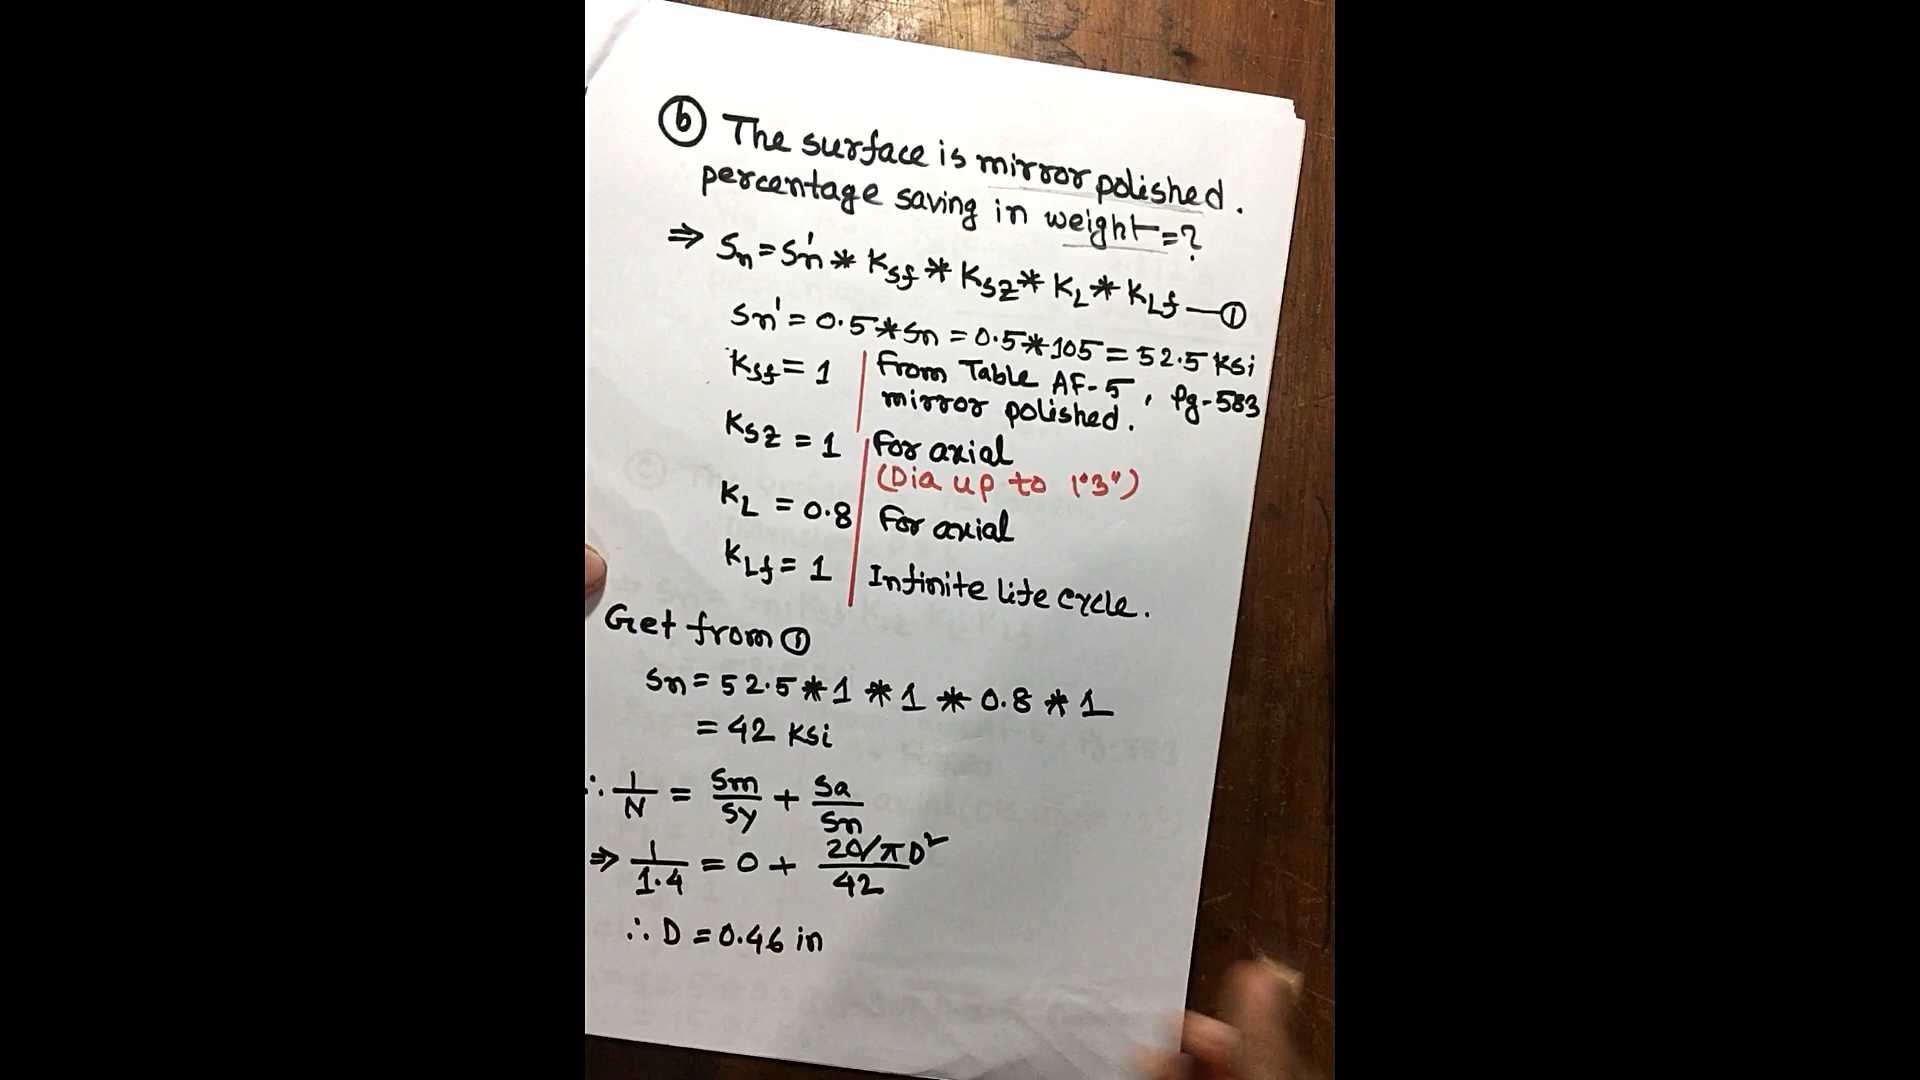 ⓑ The surface is mirror polished.
percentage saving in weight = ?
⇒ Sn = Sn' * Ksf * Ksz * KL * KLf —①
Sn' = 0.5 * Sn = 0.5 * 105 = 52.5 ksi
Ksf = 1 | From Table AF-5, Pg-583
mirror polished.
Ksz = 1 | For axial
(Dia up to 1.3")
KL = 0.8 | For axial
KLf = 1 | Infinite life cycle.
Get from ①
Sn = 52.5 * 1 * 1 * 0.8 * 1
= 42 ksi
∴ 1/N = Sm/Sy + Sa/Sn
⇒ 1/1.4 = 0 + (20/πD²)/42
∴ D = 0.46 in